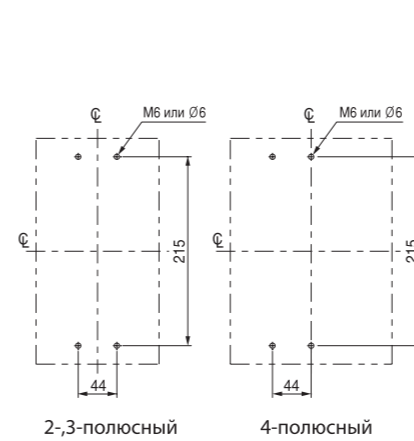 ℄ M6 или Ø6 ℄ M6 или Ø6
℄ 215 ℄ 215
44 44
2-,3-полюсный 4-полюсный